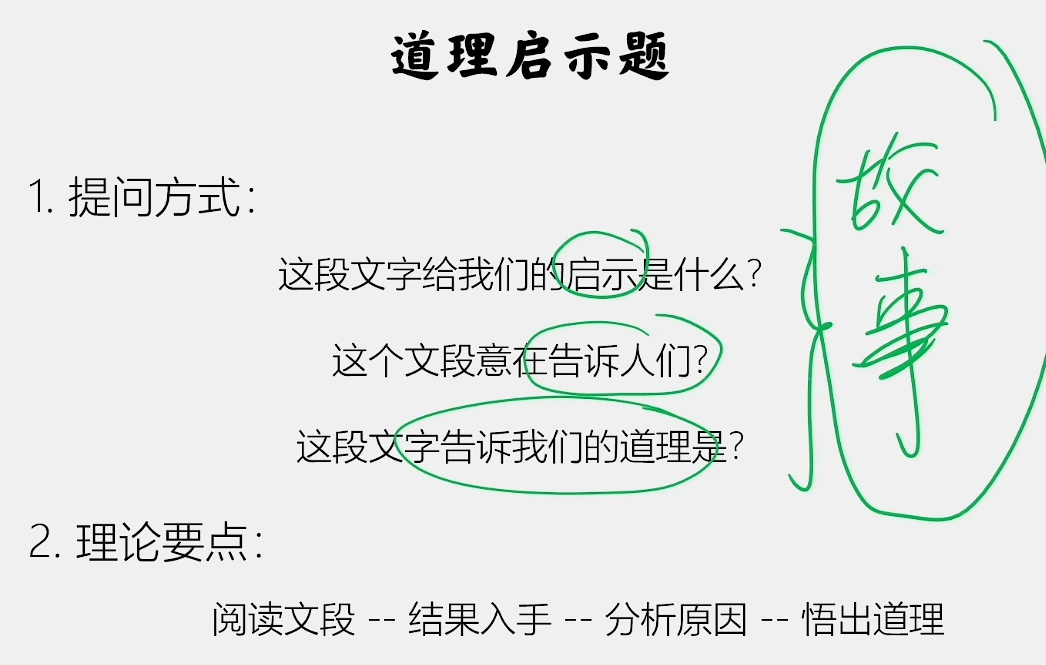 道理启示题
1. 提问方式：
这段文字给我们的启示是什么？
这个文段意在告诉人们？
这段文字告诉我们的道理是？
故
事
2. 理论要点：
阅读文段 -- 结果入手 -- 分析原因 -- 悟出道理